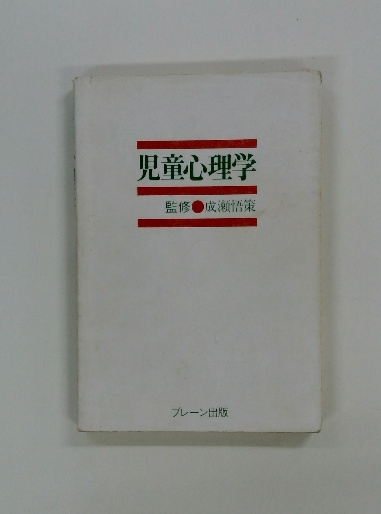 児童心理学
監修●成瀬悟策
ブレーン出版